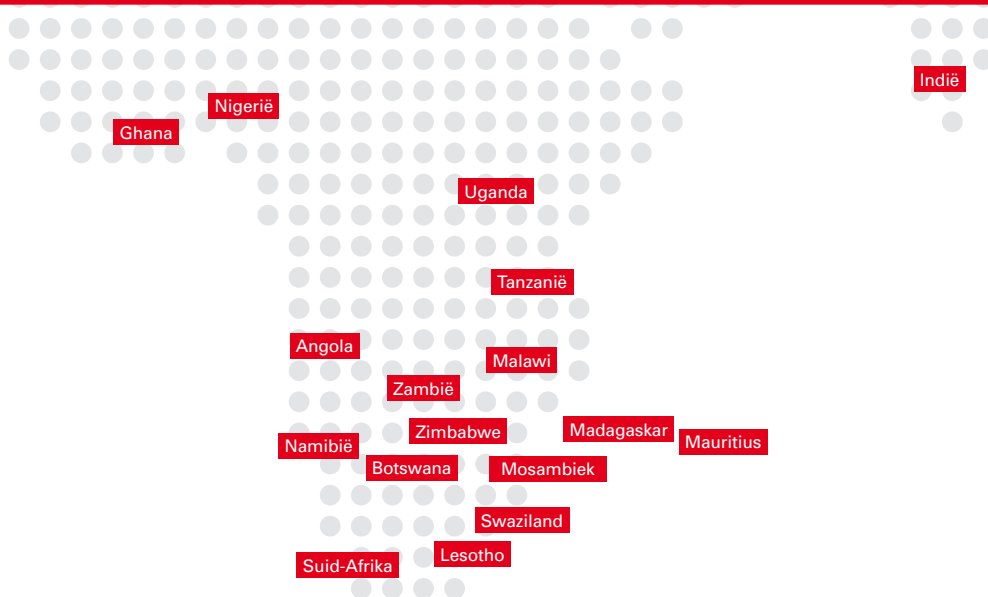 Indië
Nigerië
Ghana
Uganda
Tanzanië
Angola
Malawi
Zambië
Madagaskar
Zimbabwe
Mauritius
Namibië
Botswana
Mosambiek
Swaziland
Lesotho
Suid-Afrika